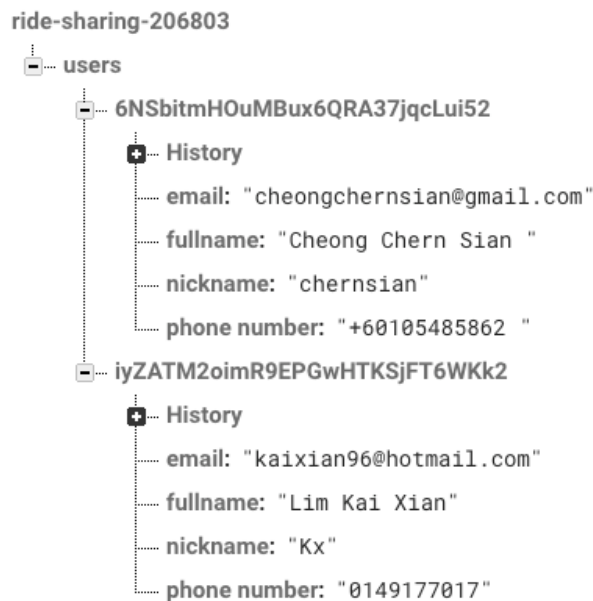 ride-sharing-206803
users
6NSbitmHOuMBux6QRA37jqcLui52
History
email: "cheongchernsian@gmail.com"
fullname: "Cheong Chern Sian "
nickname: "chernsian"
phone number: "+60105485862 "
iyZATM2oimR9EPGwHTKSjFT6WKk2
History
email: "kaixian96@hotmail.com"
fullname: "Lim Kai Xian"
nickname: "Kx"
phone number: "0149177017"